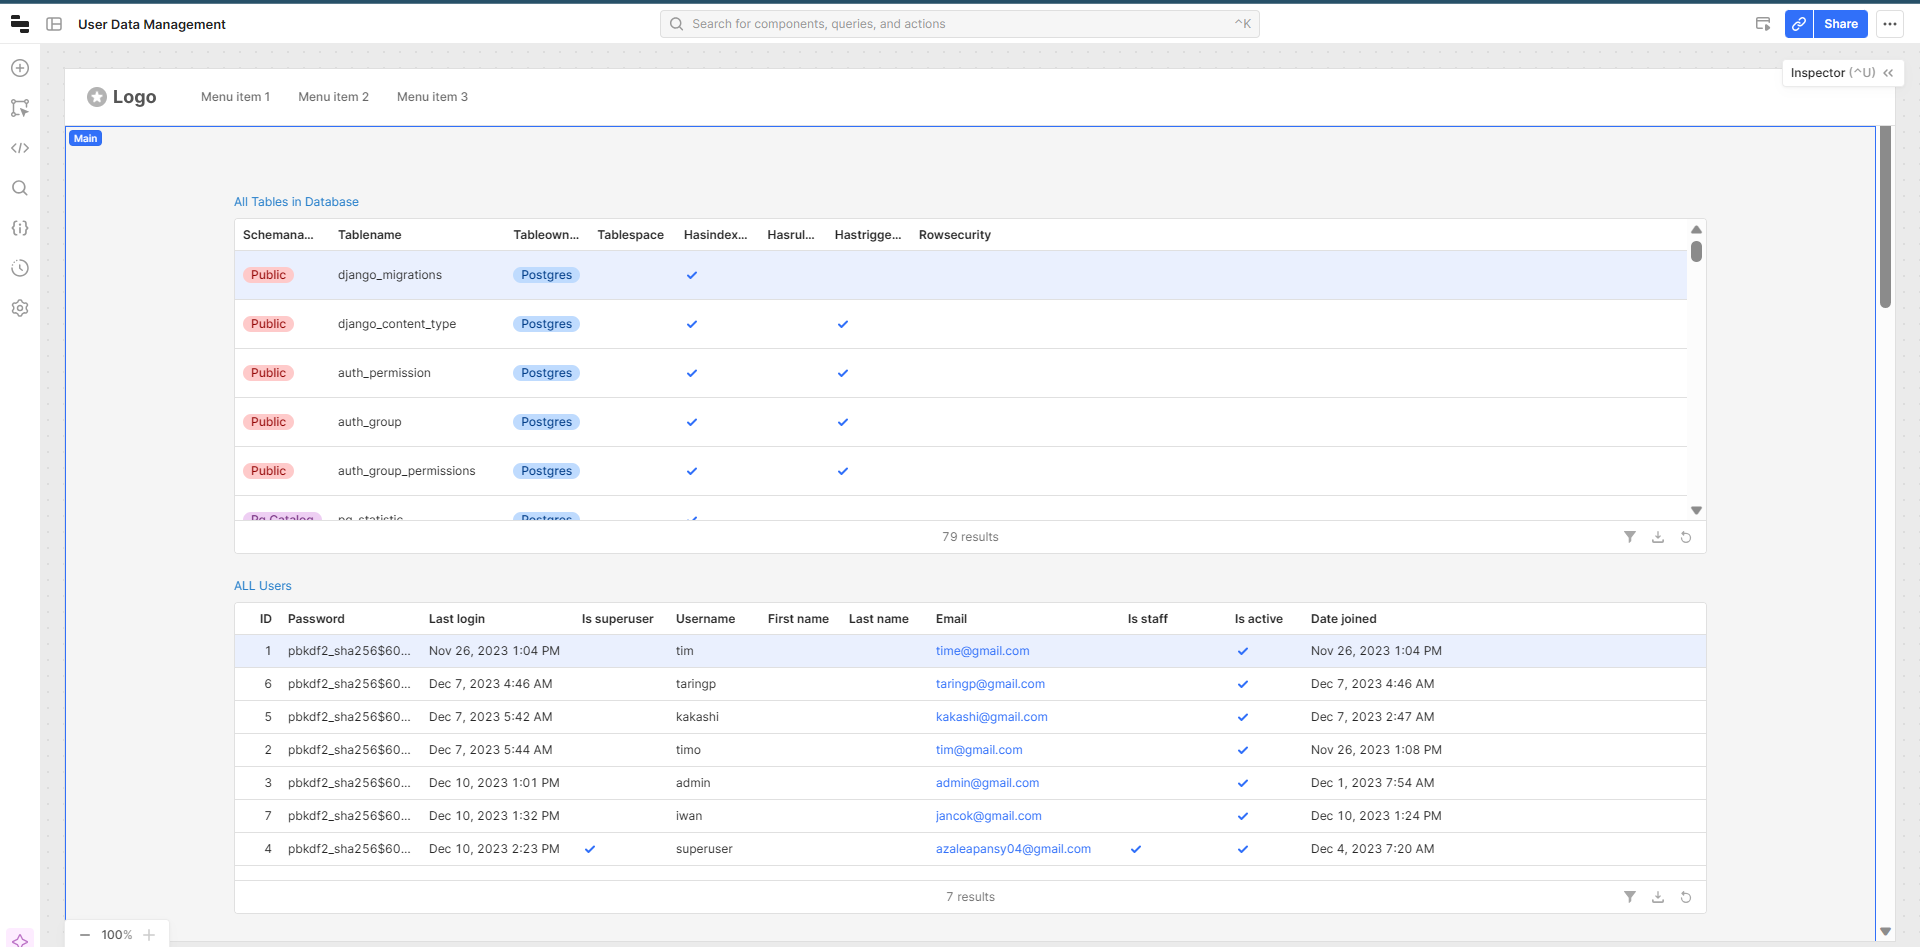 User Data Management
Search for components, queries, and actions ^K
Share
Inspector (^U)
Logo Menu item 1 Menu item 2 Menu item 3
Main
All Tables in Database
Schemana... Tablename Tableown... Tablespace Hasindex... Hasrul... Hastrigge... Rowsecurity
Public django_migrations Postgres
Public django_content_type Postgres
Public auth_permission Postgres
Public auth_group Postgres
Public auth_group_permissions Postgres
Pg Catalog pg_statistic Postgres
79 results
ALL Users
ID Password Last login Is superuser Username First name Last name Email Is staff Is active Date joined
1 pbkdf2_sha256$60... Nov 26, 2023 1:04 PM tim time@gmail.com Nov 26, 2023 1:04 PM
6 pbkdf2_sha256$60... Dec 7, 2023 4:46 AM taringp taringp@gmail.com Dec 7, 2023 4:46 AM
5 pbkdf2_sha256$60... Dec 7, 2023 5:42 AM kakashi kakashi@gmail.com Dec 7, 2023 2:47 AM
2 pbkdf2_sha256$60... Dec 7, 2023 5:44 AM timo tim@gmail.com Nov 26, 2023 1:08 PM
3 pbkdf2_sha256$60... Dec 10, 2023 1:01 PM admin admin@gmail.com Dec 1, 2023 7:54 AM
7 pbkdf2_sha256$60... Dec 10, 2023 1:32 PM iwan jancok@gmail.com Dec 10, 2023 1:24 PM
4 pbkdf2_sha256$60... Dec 10, 2023 2:23 PM superuser azaleapansy04@gmail.com Dec 4, 2023 7:20 AM
7 results
100%